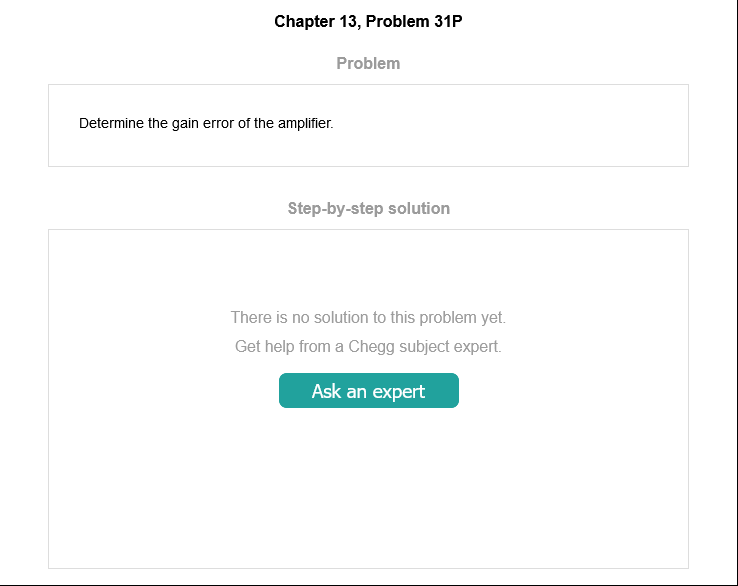 Chapter 13, Problem 31P
Problem
Determine the gain error of the amplifier.
Step-by-step solution
There is no solution to this problem yet.
Get help from a Chegg subject expert.
Ask an expert